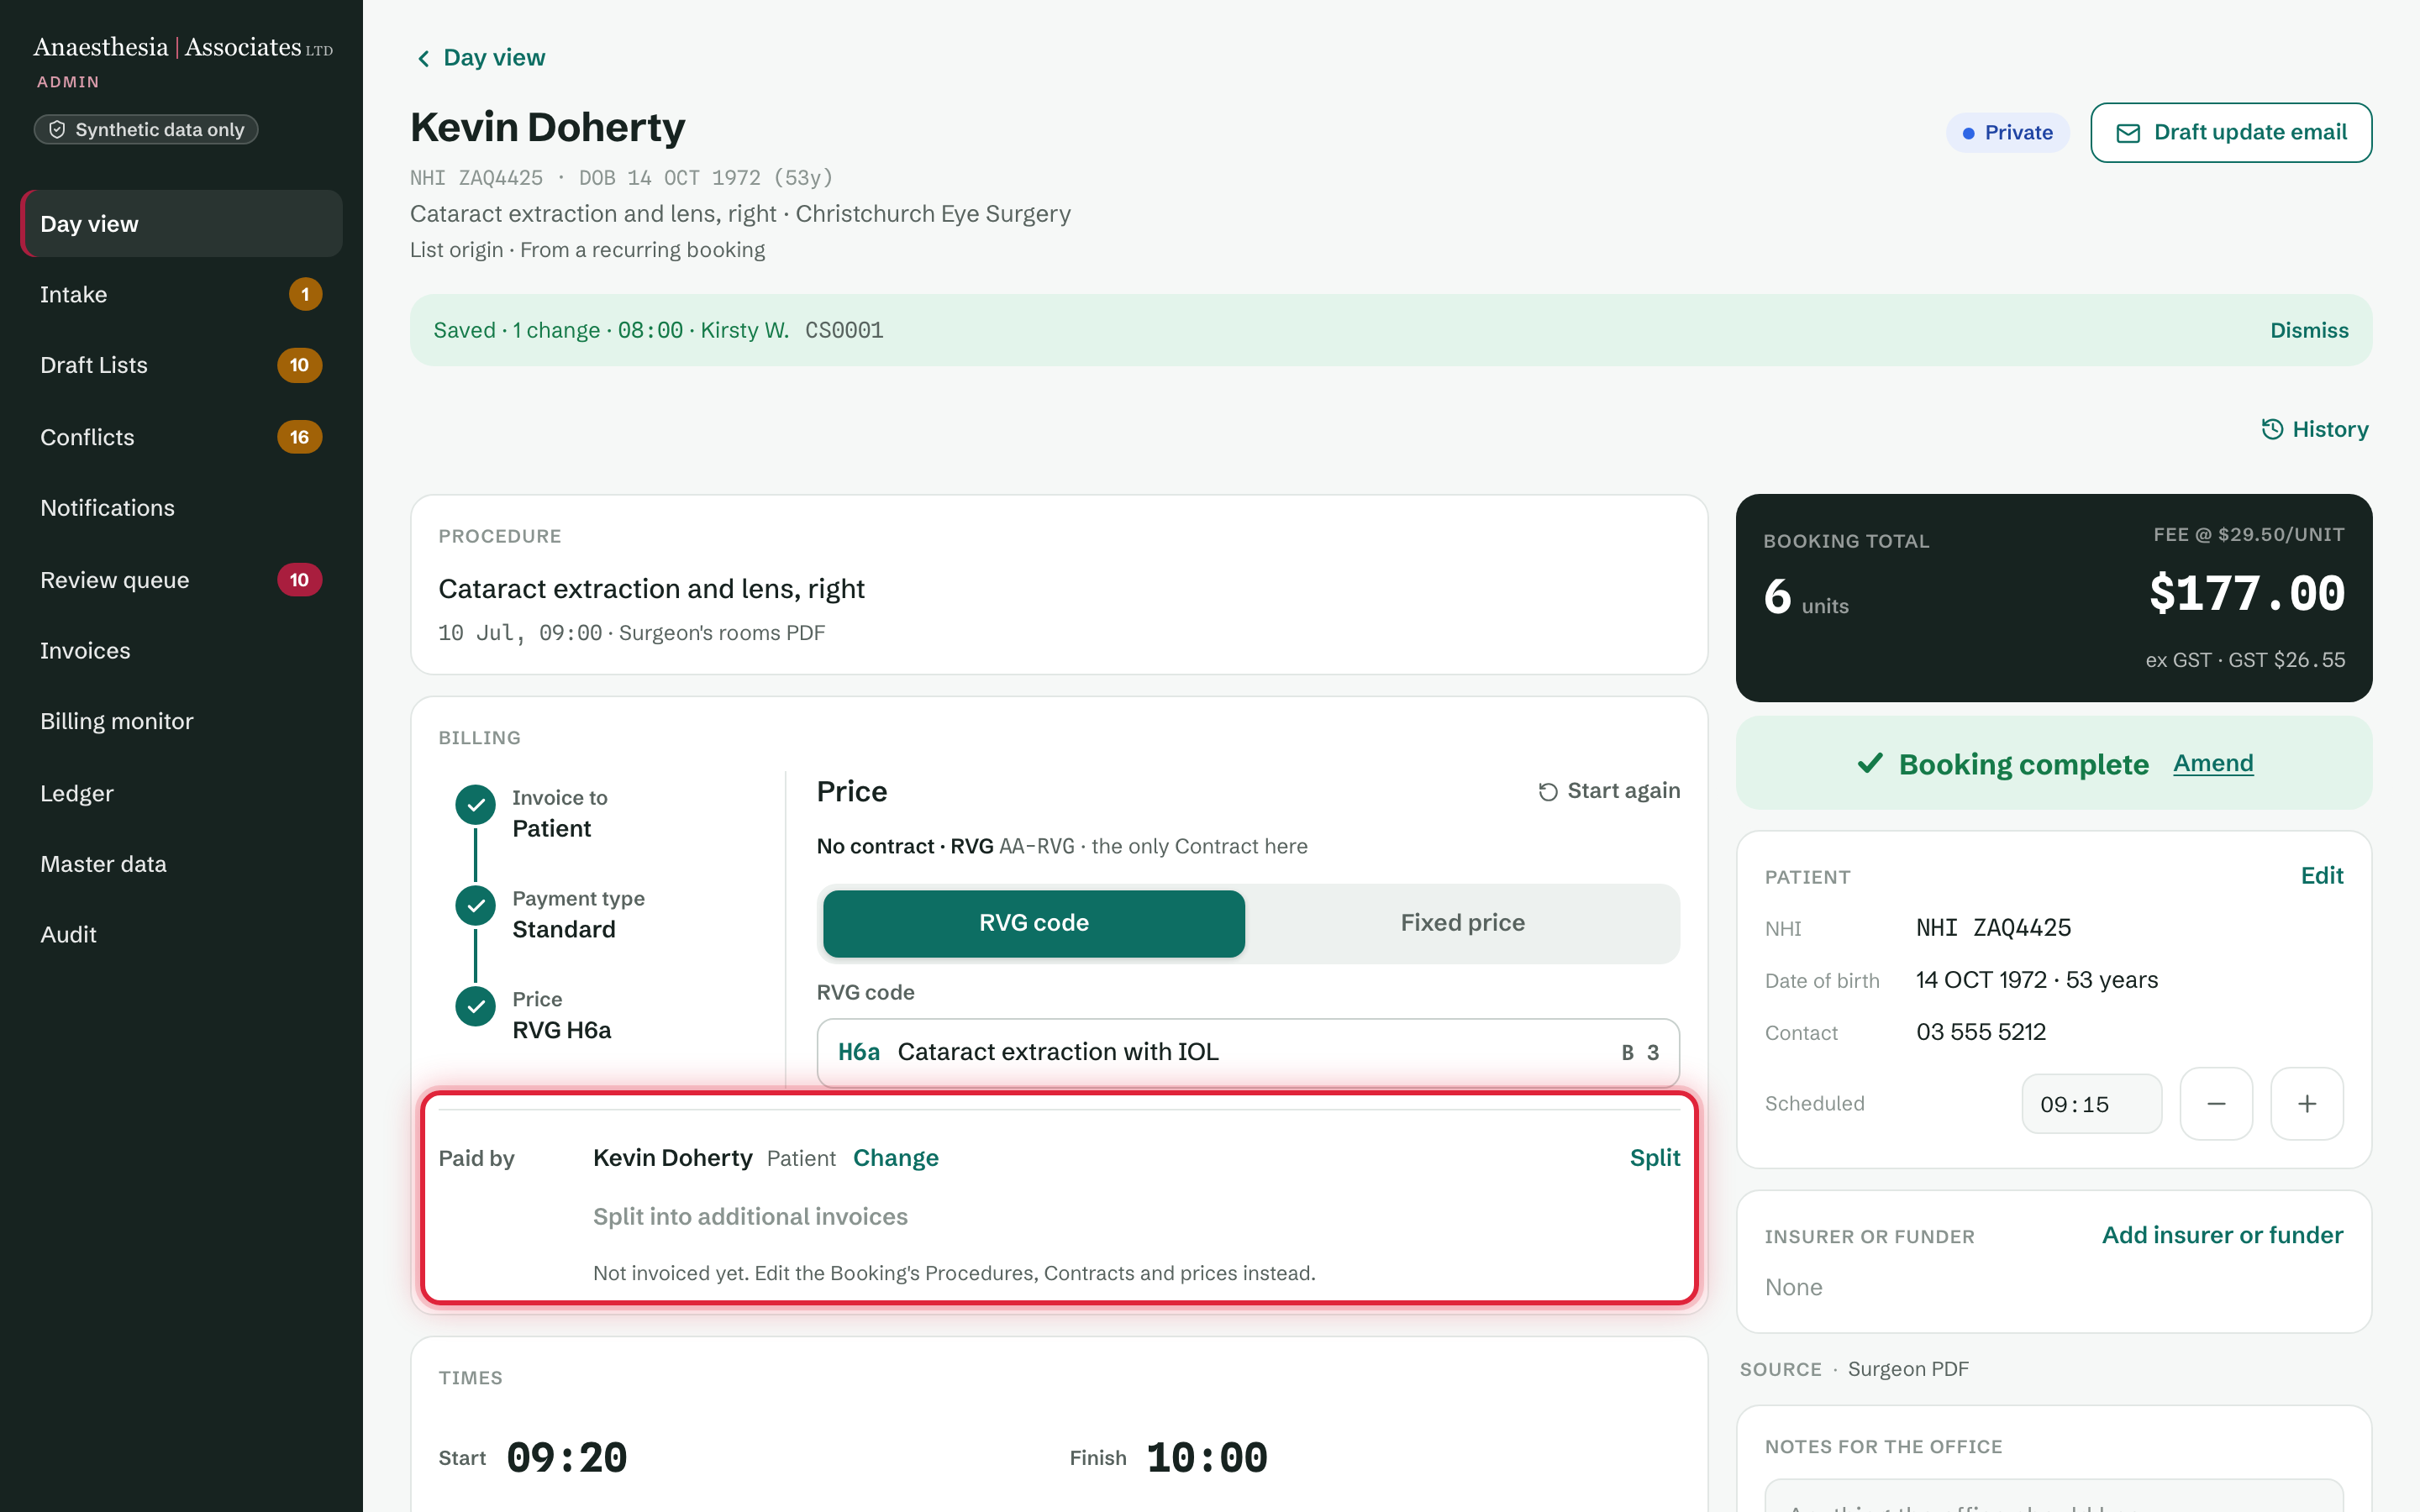 Anaesthesia | Associates LTD
ADMIN
Synthetic data only
Day view
Intake 1
Draft Lists 10
Conflicts 16
Notifications
Review queue 10
Invoices
Billing monitor
Ledger
Master data
Audit
Day view
Kevin Doherty
Private
Draft update email
NHI ZAQ4425 · DOB 14 OCT 1972 (53y)
Cataract extraction and lens, right · Christchurch Eye Surgery
List origin · From a recurring booking
Saved · 1 change · 08:00 · Kirsty W. CS0001
Dismiss
History
PROCEDURE
Cataract extraction and lens, right
10 Jul, 09:00 · Surgeon's rooms PDF
BILLING
Invoice to
Patient
Payment type
Standard
Price
RVG H6a
Price
Start again
No contract · RVG AA-RVG · the only Contract here
RVG code
Fixed price
RVG code
H6a Cataract extraction with IOL B 3
Paid by Kevin Doherty Patient Change Split
Split into additional invoices
Not invoiced yet. Edit the Booking's Procedures, Contracts and prices instead.
TIMES
Start 09:20
Finish 10:00
BOOKING TOTAL
FEE @ $29.50/UNIT
6 units
$177.00
ex GST · GST $26.55
Booking complete Amend
PATIENT Edit
NHI NHI ZAQ4425
Date of birth 14 OCT 1972 · 53 years
Contact 03 555 5212
Scheduled 09:15 − +
INSURER OR FUNDER Add insurer or funder
None
SOURCE · Surgeon PDF
NOTES FOR THE OFFICE